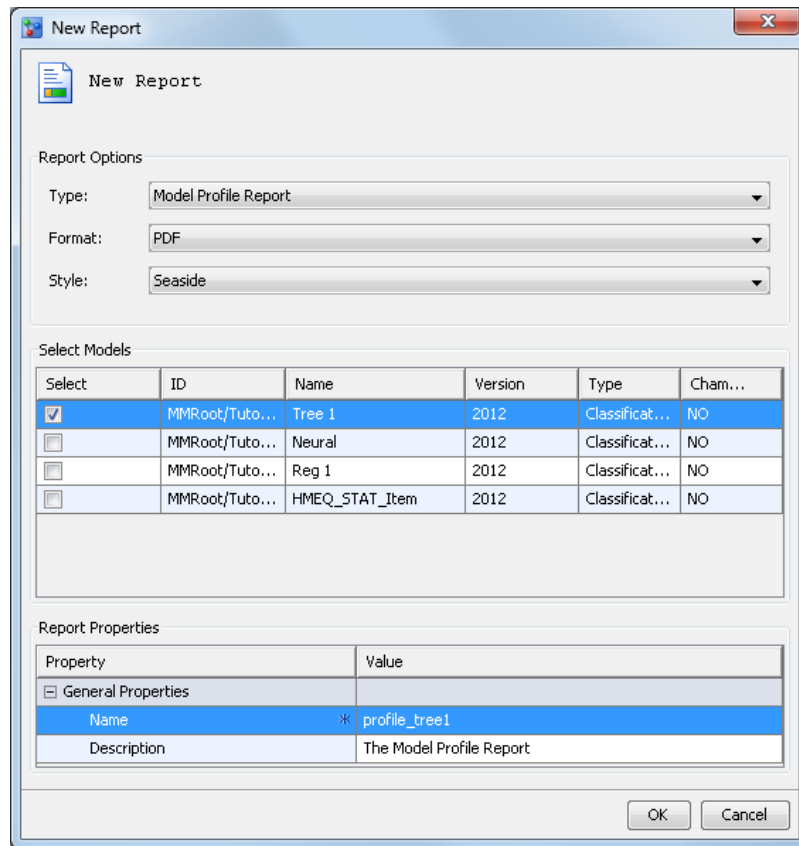 New Report
New Report
Report Options
Type: Model Profile Report
Format: PDF
Style: Seaside
Select Models
Select ID Name Version Type Cham...
MMRoot/Tuto... Tree 1 2012 Classificat... NO
MMRoot/Tuto... Neural 2012 Classificat... NO
MMRoot/Tuto... Reg 1 2012 Classificat... NO
MMRoot/Tuto... HMEQ_STAT_Item 2012 Classificat... NO
Report Properties
Property Value
General Properties
Name * profile_tree1
Description The Model Profile Report
OK Cancel